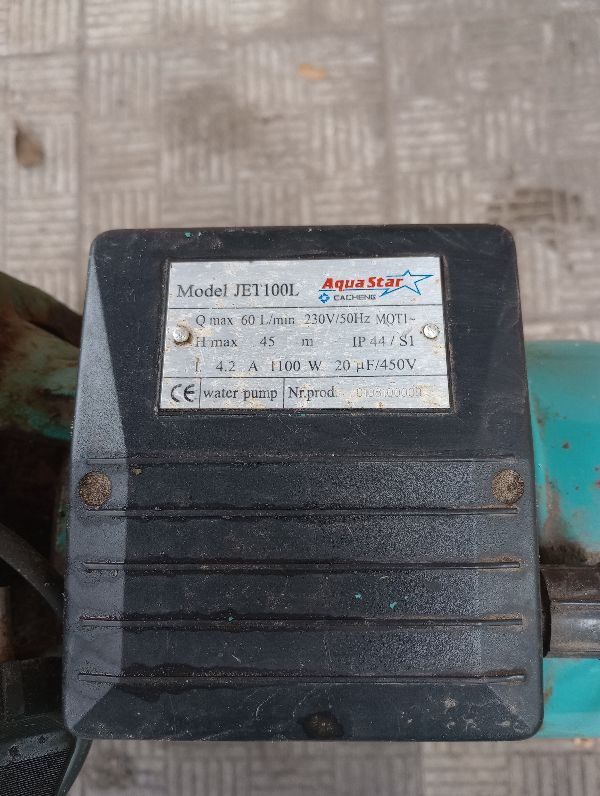 Model JET100L
Aqua Star
CACHENG
Q max 60 L/min 230V/50Hz MQT1~
H max 45 m IP 44 / S1
I 4.2 A 1100 W 20 µF/450V
CE water pump Nr.prod.